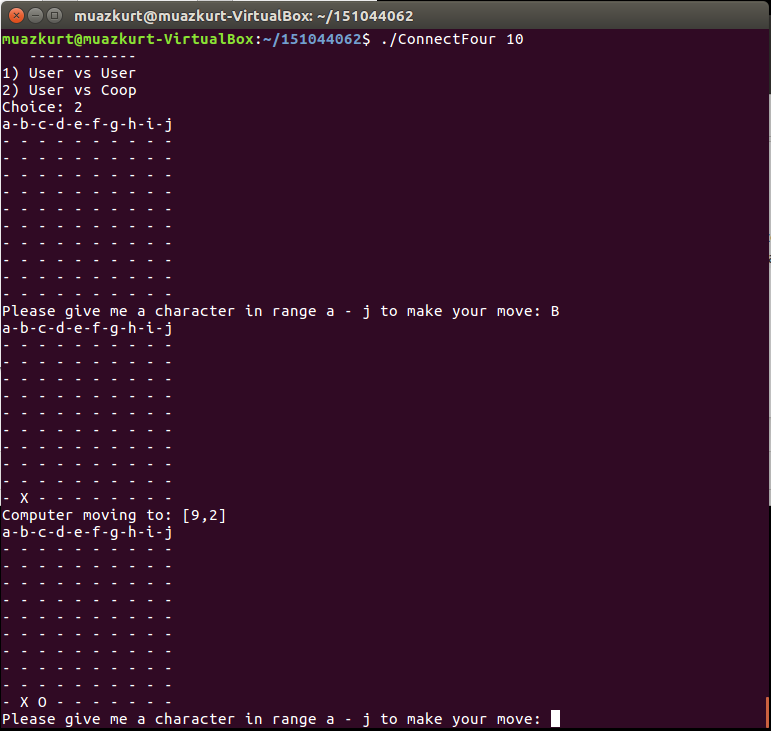 muazkurt@muazkurt-VirtualBox: ~/151044062
muazkurt@muazkurt-VirtualBox:~/151044062$ ./ConnectFour 10
   ------------
1) User vs User
2) User vs Coop
Choice: 2
a-b-c-d-e-f-g-h-i-j
- - - - - - - - - -
- - - - - - - - - -
- - - - - - - - - -
- - - - - - - - - -
- - - - - - - - - -
- - - - - - - - - -
- - - - - - - - - -
- - - - - - - - - -
- - - - - - - - - -
- - - - - - - - - -
Please give me a character in range a - j to make your move: B
a-b-c-d-e-f-g-h-i-j
- - - - - - - - - -
- - - - - - - - - -
- - - - - - - - - -
- - - - - - - - - -
- - - - - - - - - -
- - - - - - - - - -
- - - - - - - - - -
- - - - - - - - - -
- - - - - - - - - -
- X - - - - - - - -
Computer moving to: [9,2]
a-b-c-d-e-f-g-h-i-j
- - - - - - - - - -
- - - - - - - - - -
- - - - - - - - - -
- - - - - - - - - -
- - - - - - - - - -
- - - - - - - - - -
- - - - - - - - - -
- - - - - - - - - -
- - - - - - - - - -
- X O - - - - - - -
Please give me a character in range a - j to make your move: